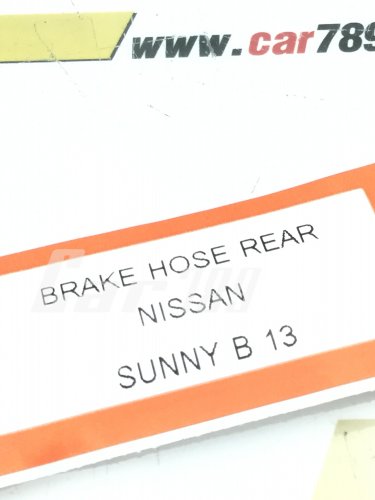 www.car789
BRAKE HOSE REAR
NISSAN
SUNNY B 13